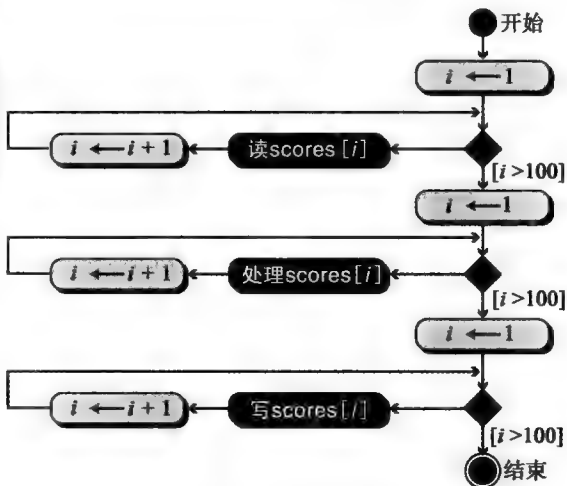 开始
i ← 1
i ← i + 1
读scores [i]
[i >100]
i ← 1
i ← i + 1
处理scores[i]
[i >100]
i ← 1
i ← i + 1
写scores [i]
[i >100]
结束